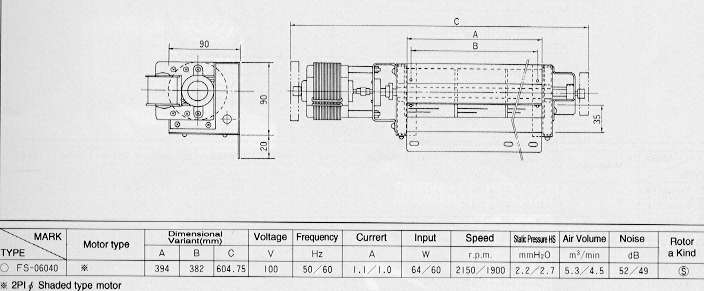 C
A
B
90
90
20
35
MARK
TYPE
Motor type
Dimensional Variant(mm)
Voltage Frequency Currert Input Speed Static Pressure HS Air Volume Noise Rotor a Kind
A B C V Hz A W r.p.m. mmH₂O m³/min dB
○ FS-06040 ※ 394 382 604.75 100 50/60 1.1/1.0 64/60 2150/1900 2.2/2.7 5.3/4.5 52/49 Ⓢ
※ 2P1φ Shaded type motor